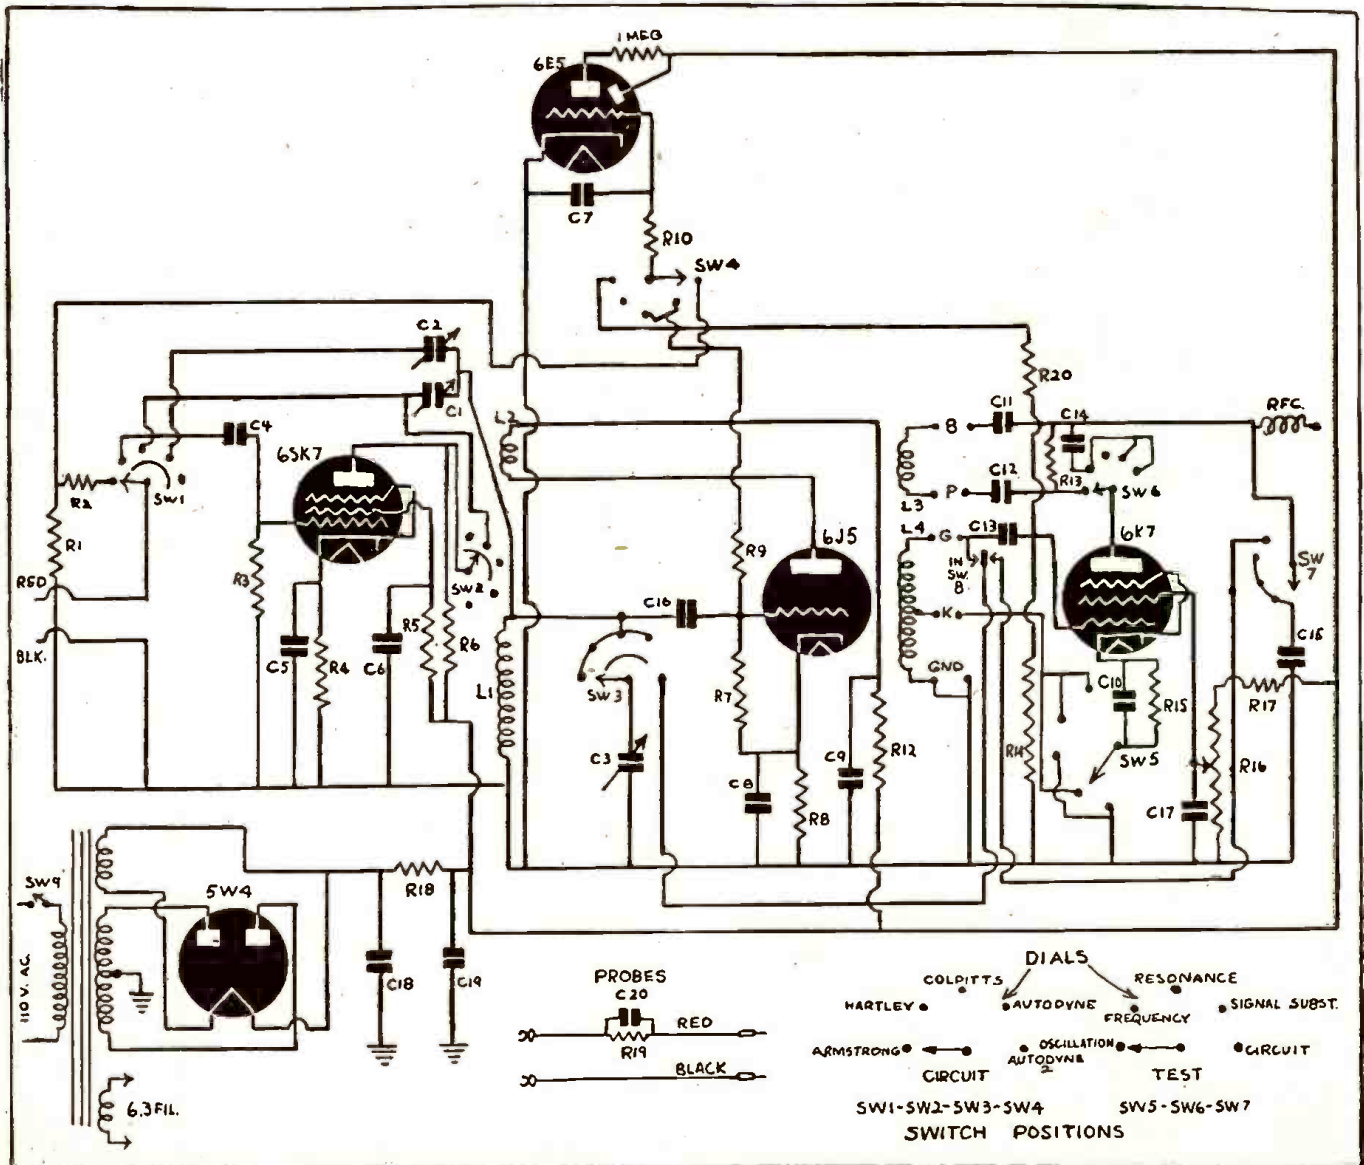 1 MEG
6E5
C7
R10
SW4
C2
C1
C4
R20
C11
C14
RFC.
L2
B
6SK7
R2
SW1
P
C12
R13
SW6
L3
L4
R1
G
C13
6K7
R3
SW2
R9
6J5
IN
SW.
8
SW
7
RED
C16
K
BLK.
C5
R4
C6
R5
R6
L1
SW3
R7
GND
C10
R15
C15
R17
C3
C8
C9
R12
R14
SW5
R16
R8
C17
SW9
5W4
R18
110 V. AC.
C18
C19
6.3 FIL.
PROBES
C20
RED
R19
BLACK
DIALS
COLPITTS
RESONANCE
HARTLEY
AUTODYNE
FREQUENCY
SIGNAL SUBST.
ARMSTRONG
AUTODYNE
2
OSCILLATION
CIRCUIT
CIRCUIT
TEST
SW1-SW2-SW3-SW4
SW5-SW6-SW7
SWITCH POSITIONS